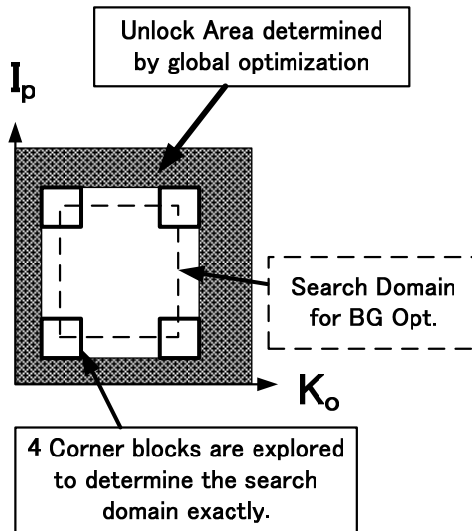 Unlock Area determined
by global optimization
Ip
Search Domain
for BG Opt.
Ko
4 Corner blocks are explored
to determine the search
domain exactly.